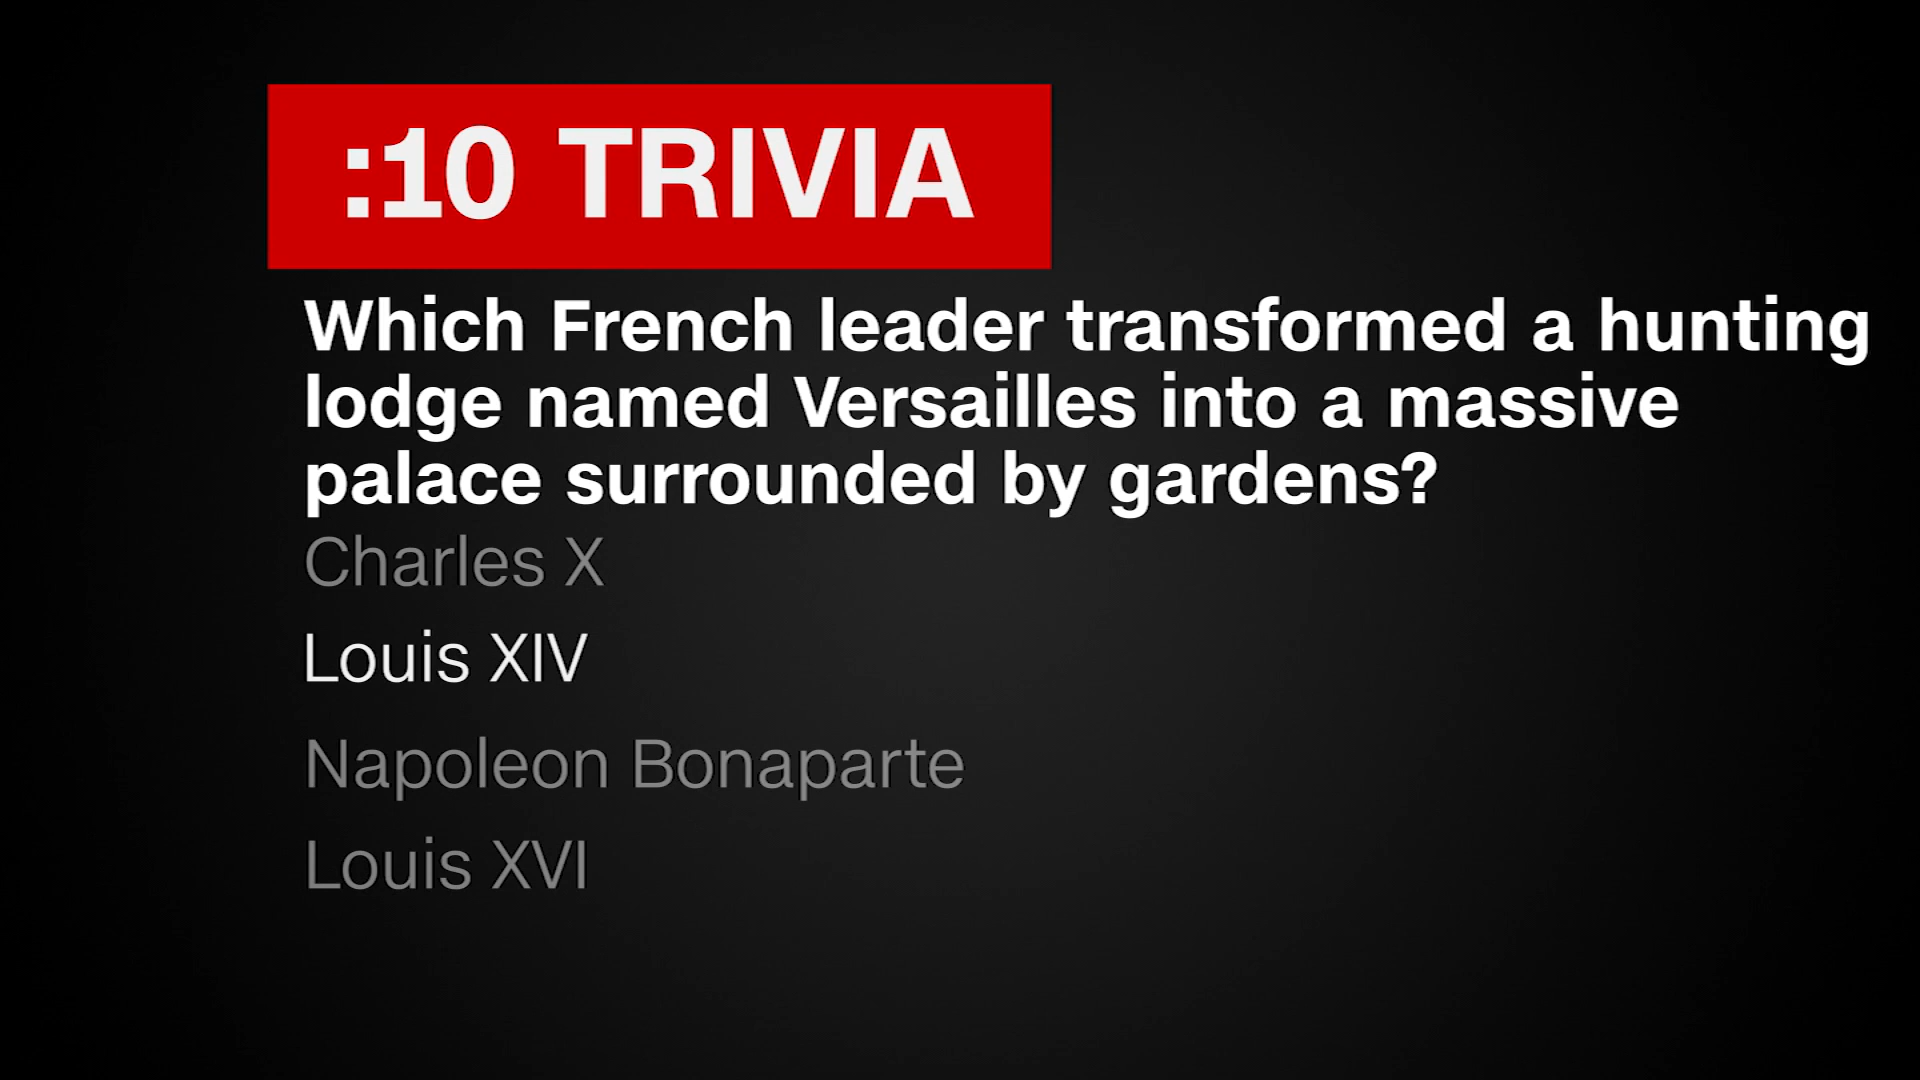 :10 TRIVIA
Which French leader transformed a hunting
lodge named Versailles into a massive
palace surrounded by gardens?
Charles X
Louis XIV
Napoleon Bonaparte
Louis XVI